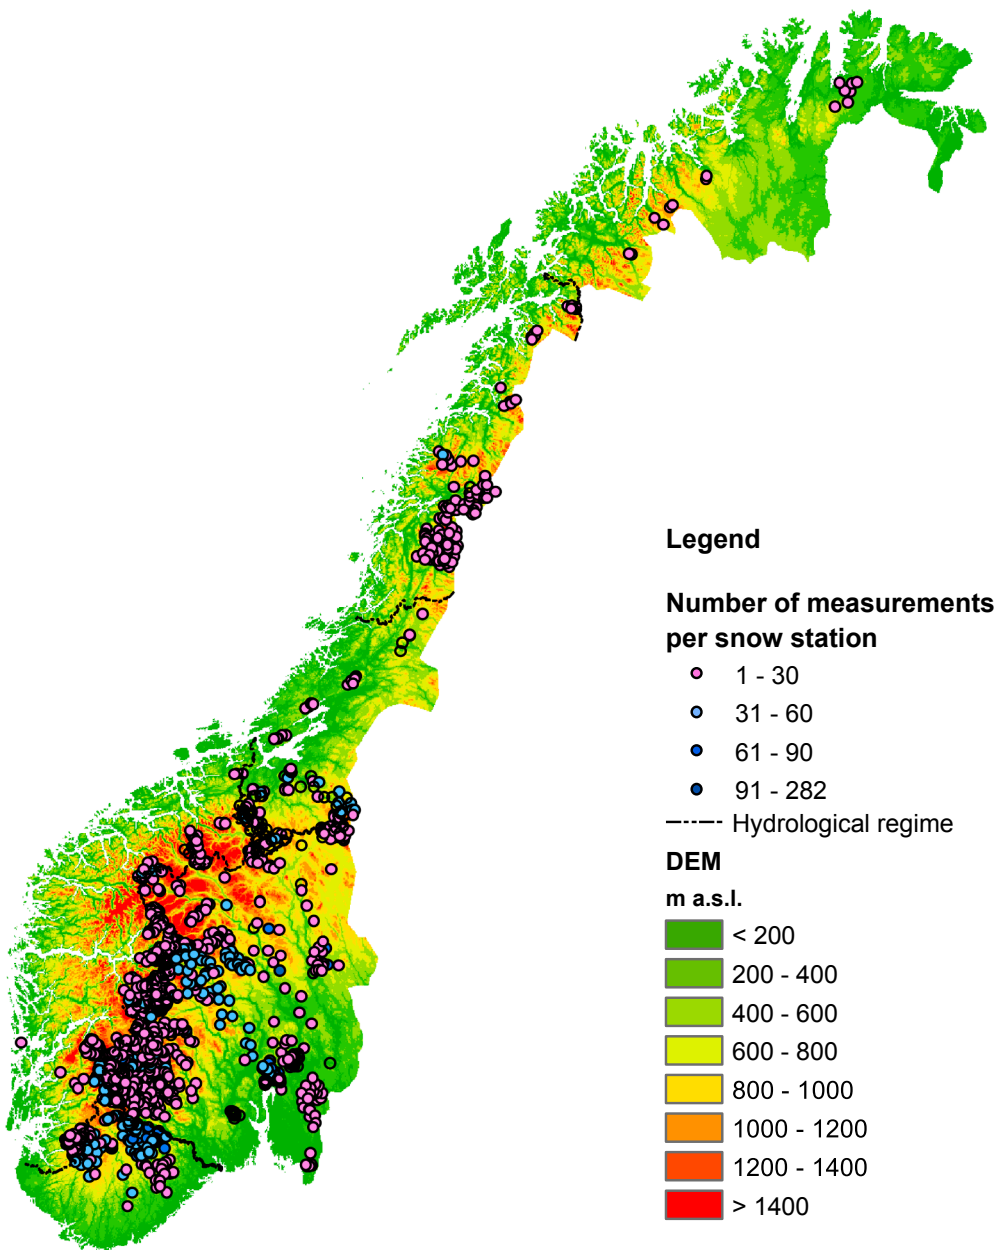 Legend
Number of measurements
per snow station
1 - 30
31 - 60
61 - 90
91 - 282
Hydrological regime
DEM
m a.s.l.
< 200
200 - 400
400 - 600
600 - 800
800 - 1000
1000 - 1200
1200 - 1400
> 1400